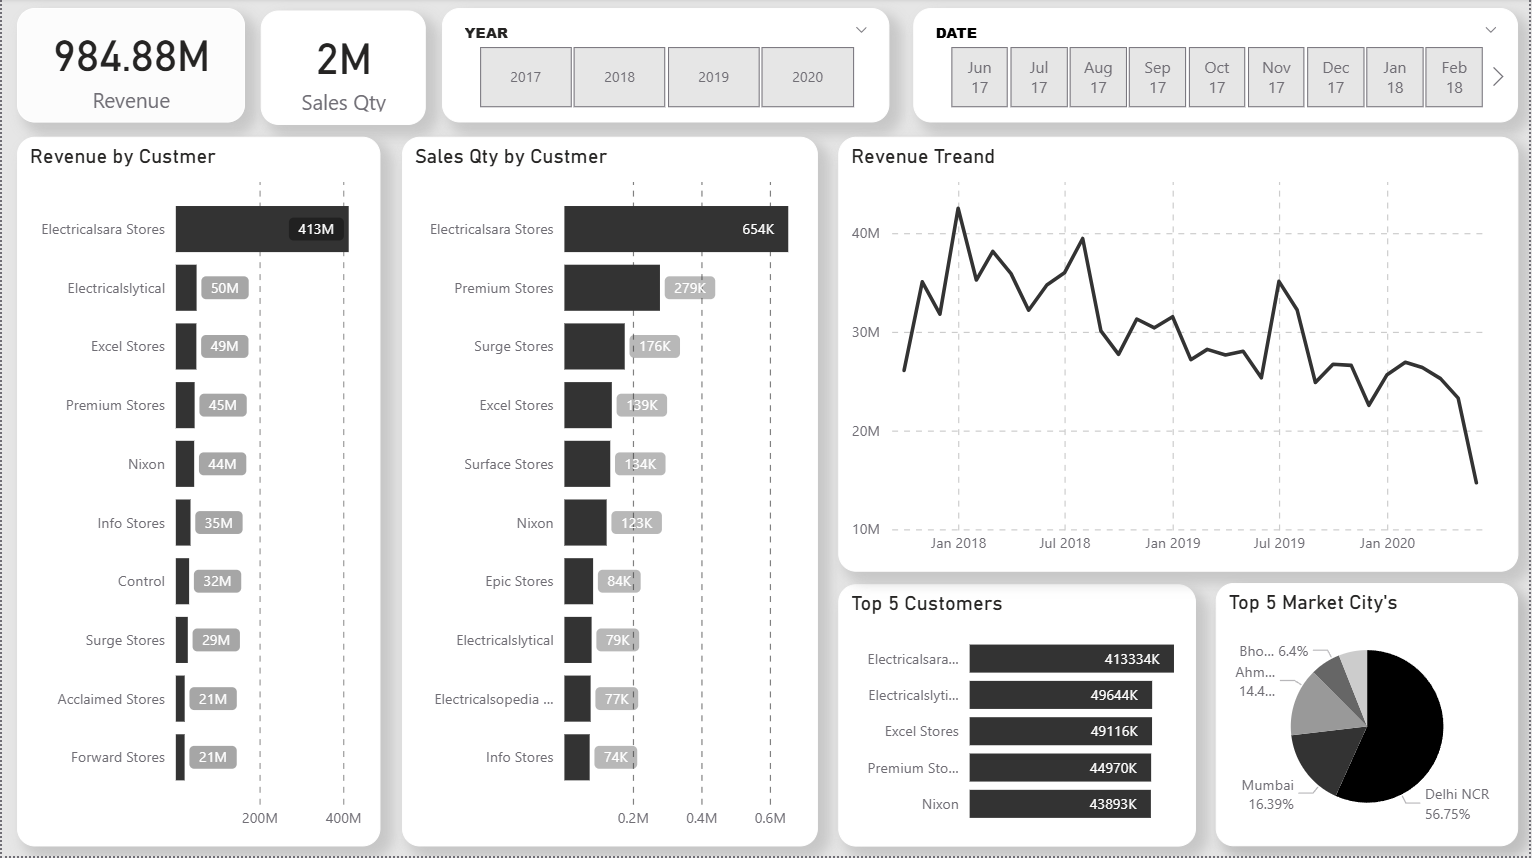 984.88M
Revenue
2M
Sales Qty
YEAR
2017
2018
2019
2020
DATE
Jun
17
Jul
17
Aug
17
Sep
17
Oct
17
Nov
17
Dec
17
Jan
18
Feb
18
Revenue by Custmer
Electricalsara Stores
413M
Electricalslytical
50M
Excel Stores
49M
Premium Stores
45M
Nixon
44M
Info Stores
35M
Control
32M
Surge Stores
29M
Acclaimed Stores
21M
Forward Stores
21M
200M
400M
Sales Qty by Custmer
Electricalsara Stores
654K
Premium Stores
279K
Surge Stores
176K
Excel Stores
139K
Surface Stores
134K
Nixon
123K
Epic Stores
84K
Electricalslytical
79K
Electricalsopedia ...
77K
Info Stores
74K
0.2M
0.4M
0.6M
Revenue Treand
40M
30M
20M
10M
Jan 2018
Jul 2018
Jan 2019
Jul 2019
Jan 2020
Top 5 Customers
Electricalsara...
413334K
Electricalslyti...
49644K
Excel Stores
49116K
Premium Sto...
44970K
Nixon
43893K
Top 5 Market City's
Bho... 6.4%
Ahm...
14.4...
Mumbai
16.39%
Delhi NCR
56.75%